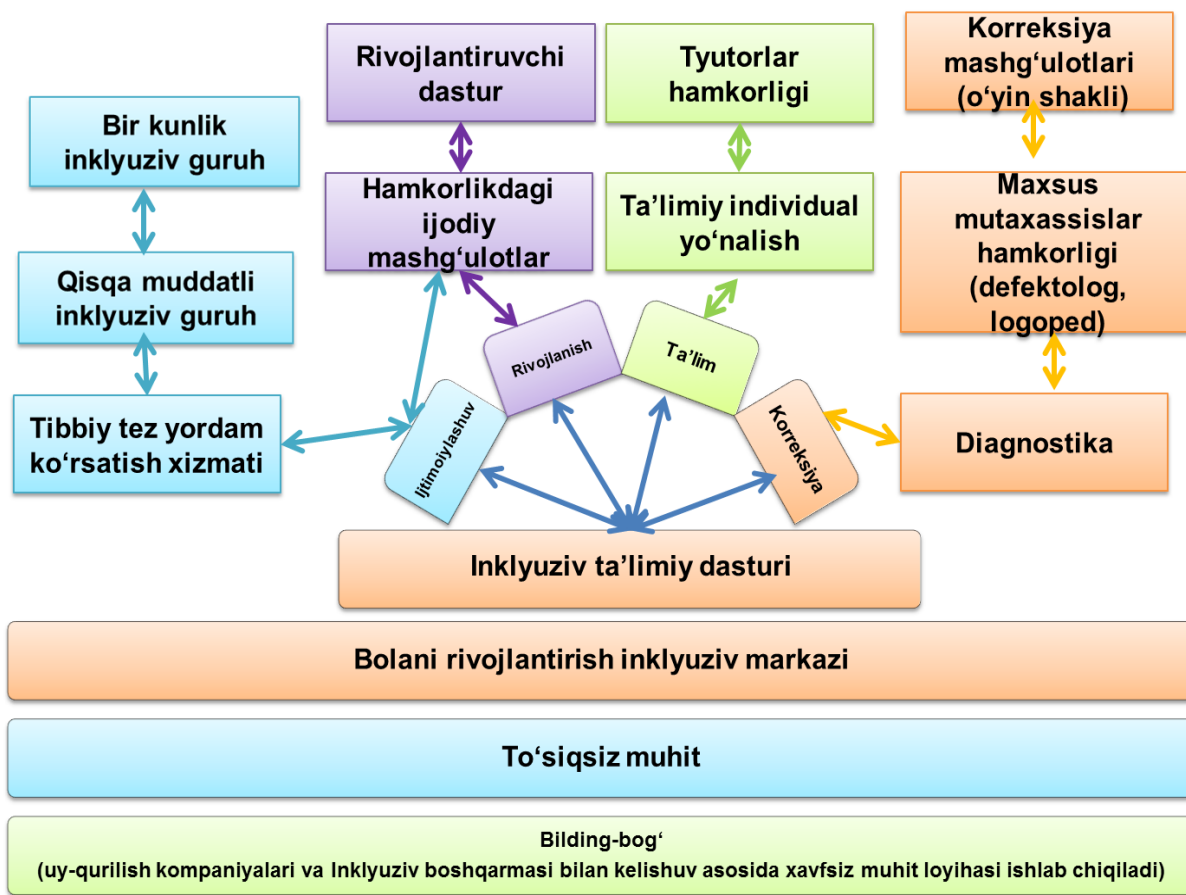 Bir kunlik
inklyuziv guruh
Qisqa muddatli
inklyuziv guruh
Tibbiy tez yordam
ko‘rsatish xizmati
Rivojlantiruvchi
dastur
Hamkorlikdagi
ijodiy
mashg‘ulotlar
Tyutorlar
hamkorligi
Ta’limiy individual
yo‘nalish
Korreksiya
mashg‘ulotlari
(o‘yin shakli)
Maxsus
mutaxassislar
hamkorligi
(defektolog,
logoped)
Diagnostika
Ijtimoiylashuv
Rivojlanish
Ta’lim
Korreksiya
Inklyuziv ta’limiy dasturi
Bolani rivojlantirish inklyuziv markazi
To‘siqsiz muhit
Bilding-bog‘
(uy-qurilish kompaniyalari va Inklyuziv boshqarmasi bilan kelishuv asosida xavfsiz muhit loyihasi ishlab chiqiladi)